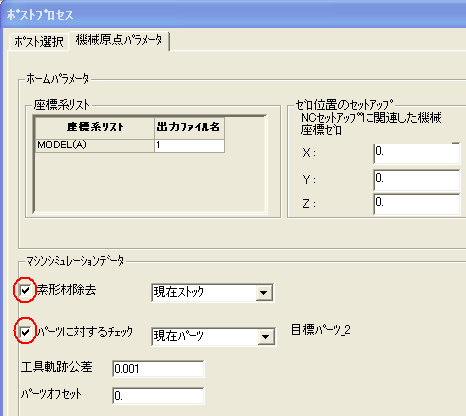 ポストプロセス
ポスト選択
機械原点パラメータ
ホームパラメータ
座標系リスト
座標系リスト 出力ファイル名
MODEL(A) 1
ゼロ位置のセットアップ
NCセットアップに関連した機械
座標ゼロ
X : 0.
Y : 0.
Z : 0.
マシンシミュレーションデータ
素形材除去 現在ストック
パーツに対するチェック 現在パーツ 目標パーツ_2
工具軌跡公差 0.001
パーツオフセット 0.